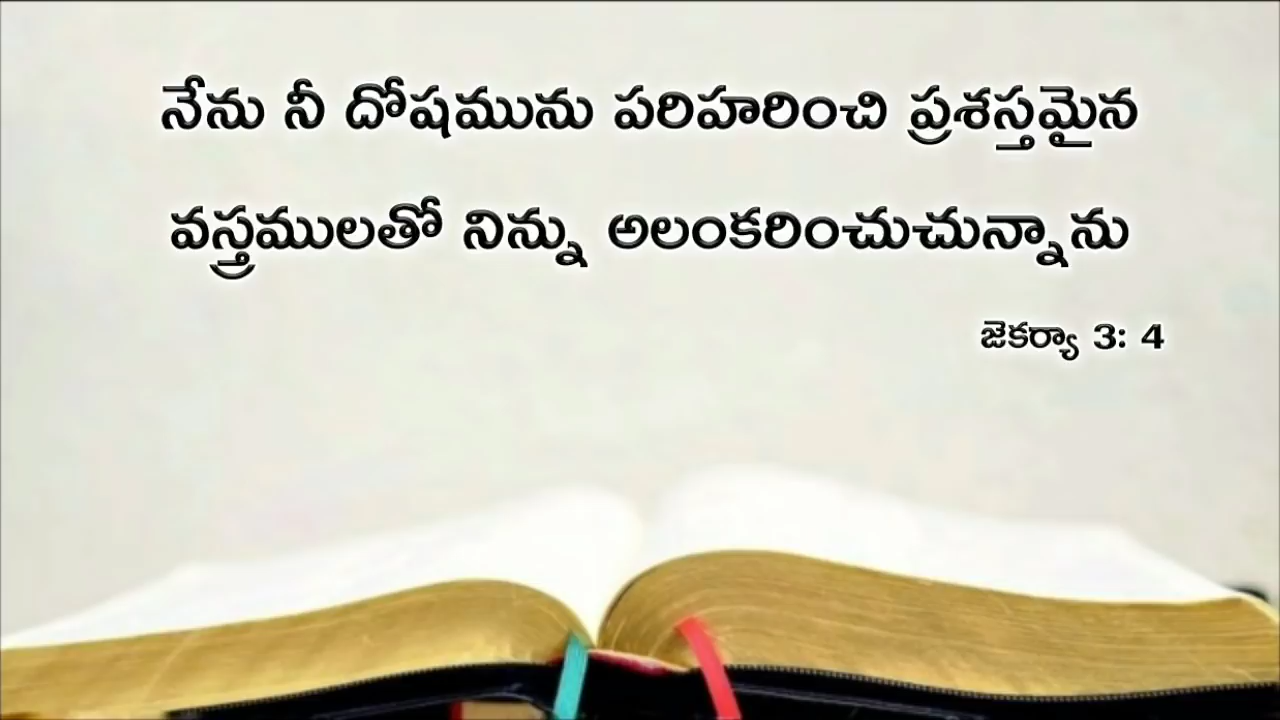 నేను నీ దోషమును పరిహరించి ప్రశస్తమైన
వస్త్రములతో నిన్ను అలంకరించుచున్నాను
జెకర్యా 3: 4